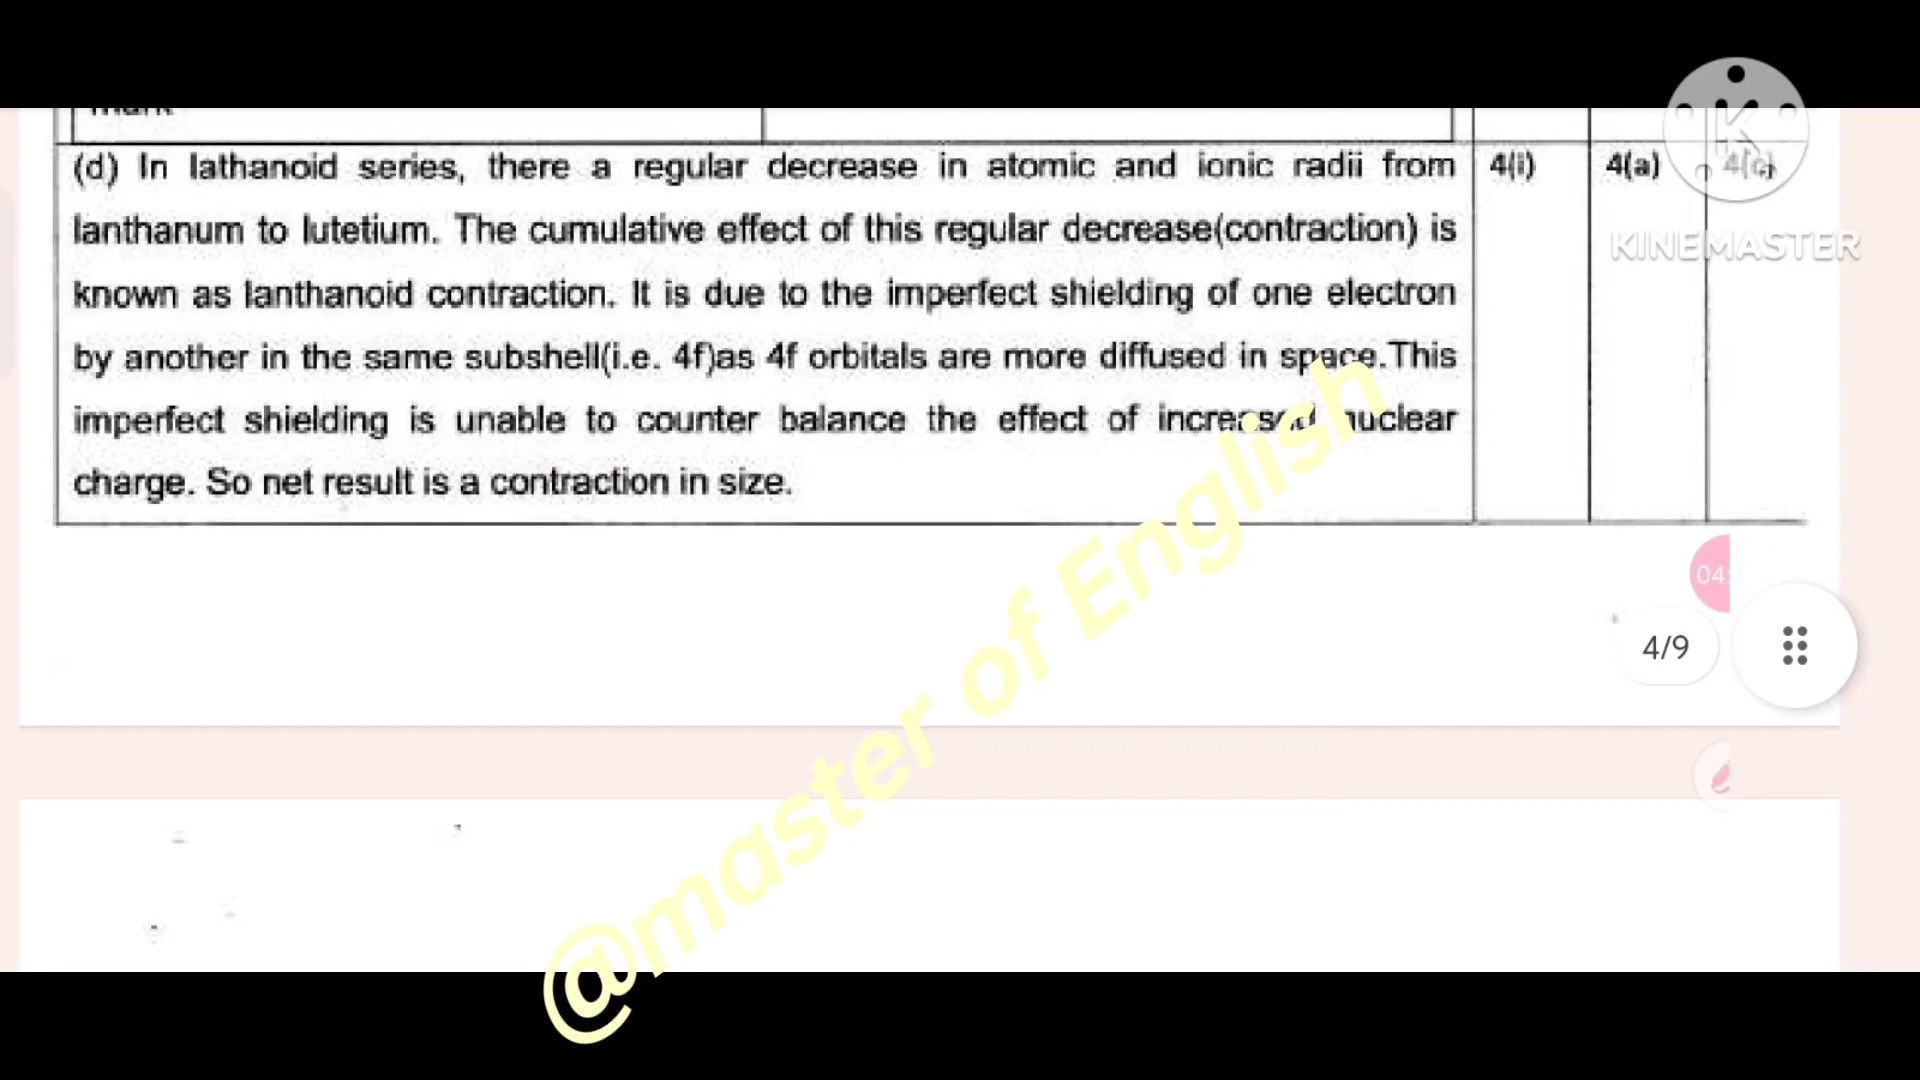 (d) In lathanoid series, there a regular decrease in atomic and ionic radii from
4(i)
4(a)
lanthanum to lutetium. The cumulative effect of this regular decrease(contraction) is
known as lanthanoid contraction. It is due to the imperfect shielding of one electron
by another in the same subshell(i.e. 4f)as 4f orbitals are more diffused in space.This
imperfect shielding is unable to counter balance the effect of increased nuclear
charge. So net result is a contraction in size.
K
KINEMASTER
4/9
@master of English